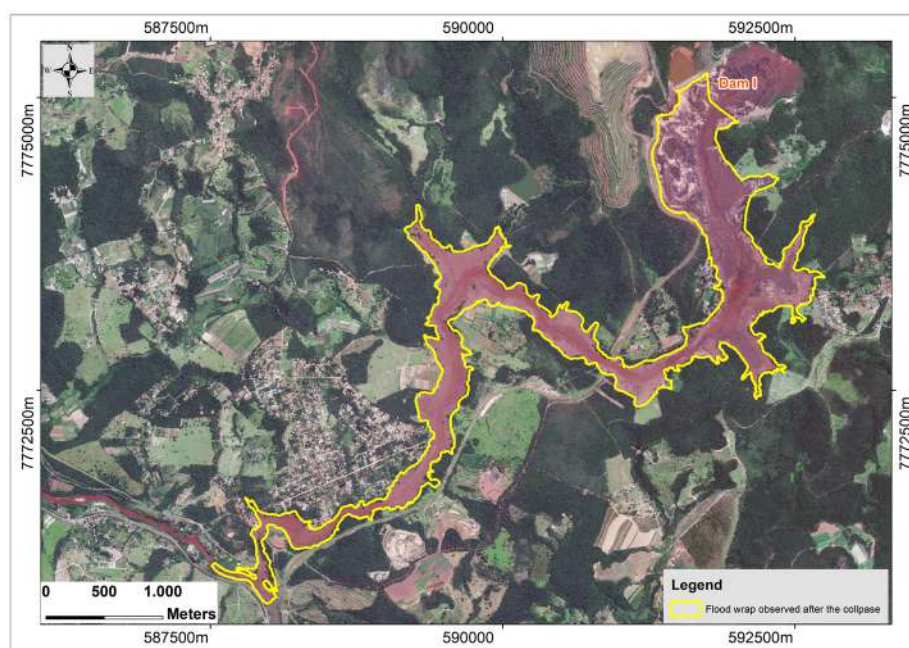 587500m 590000 592500m
N
W E
S
Dam I
7775000m 7775000m
7772500m 7772500m
0 500 1.000
Meters
Legend
Flood wrap observed after the collpase
587500m 590000 592500m